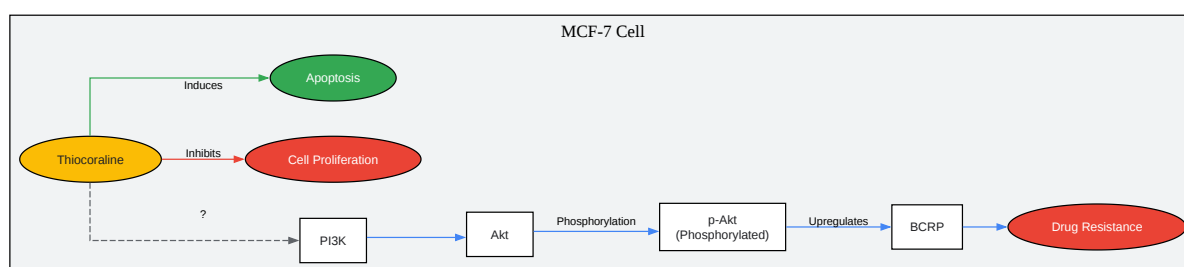 MCF-7 Cell
Apoptosis
Induces
Thiocoraline
Inhibits
Cell Proliferation
?
PI3K
Akt
Phosphorylation
p-Akt
(Phosphorylated)
Upregulates
BCRP
Drug Resistance